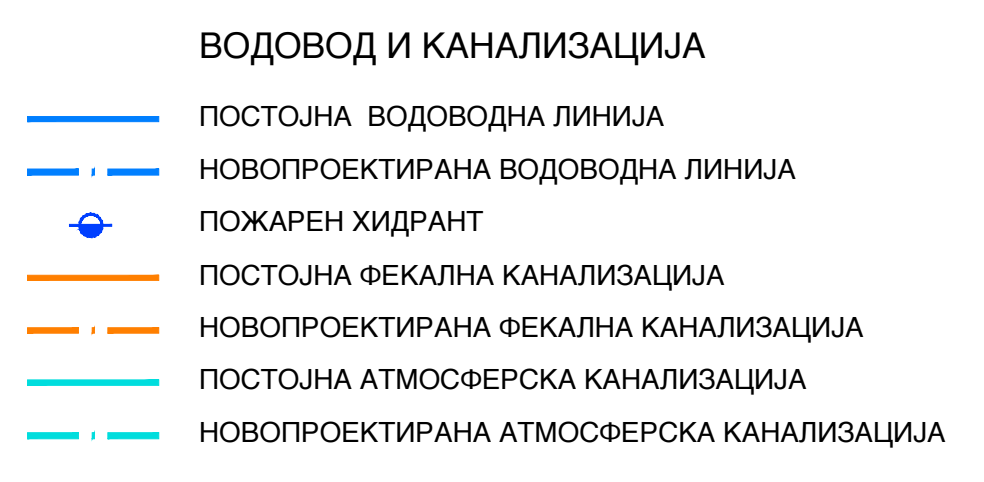 ВОДОВОД И КАНАЛИЗАЦИЈА
ПОСТОЈНА ВОДОВОДНА ЛИНИЈА
НОВОПРОЕКТИРАНА ВОДОВОДНА ЛИНИЈА
ПОЖАРЕН ХИДРАНТ
ПОСТОЈНА ФЕКАЛНА КАНАЛИЗАЦИЈА
НОВОПРОЕКТИРАНА ФЕКАЛНА КАНАЛИЗАЦИЈА
ПОСТОЈНА АТМОСФЕРСКА КАНАЛИЗАЦИЈА
НОВОПРОЕКТИРАНА АТМОСФЕРСКА КАНАЛИЗАЦИЈА